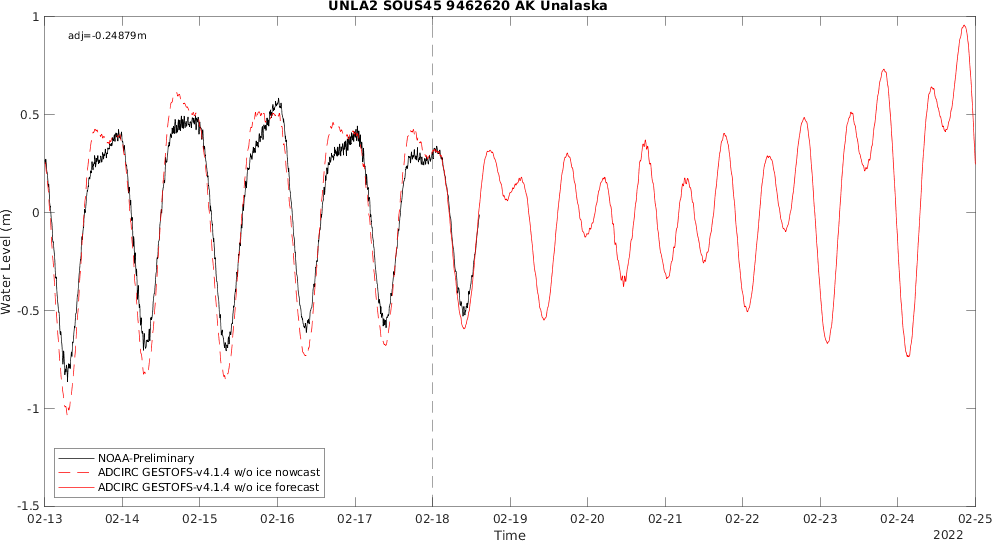 UNLA2 SOUS45 9462620 AK Unalaska
adj=-0.24879m
1
0.5
0
-0.5
-1
-1.5
Water Level (m)
NOAA-Preliminary
ADCIRC GESTOFS-v4.1.4 w/o ice nowcast
ADCIRC GESTOFS-v4.1.4 w/o ice forecast
02-13 02-14 02-15 02-16 02-17 02-18 02-19 02-20 02-21 02-22 02-23 02-24 02-25
Time
2022